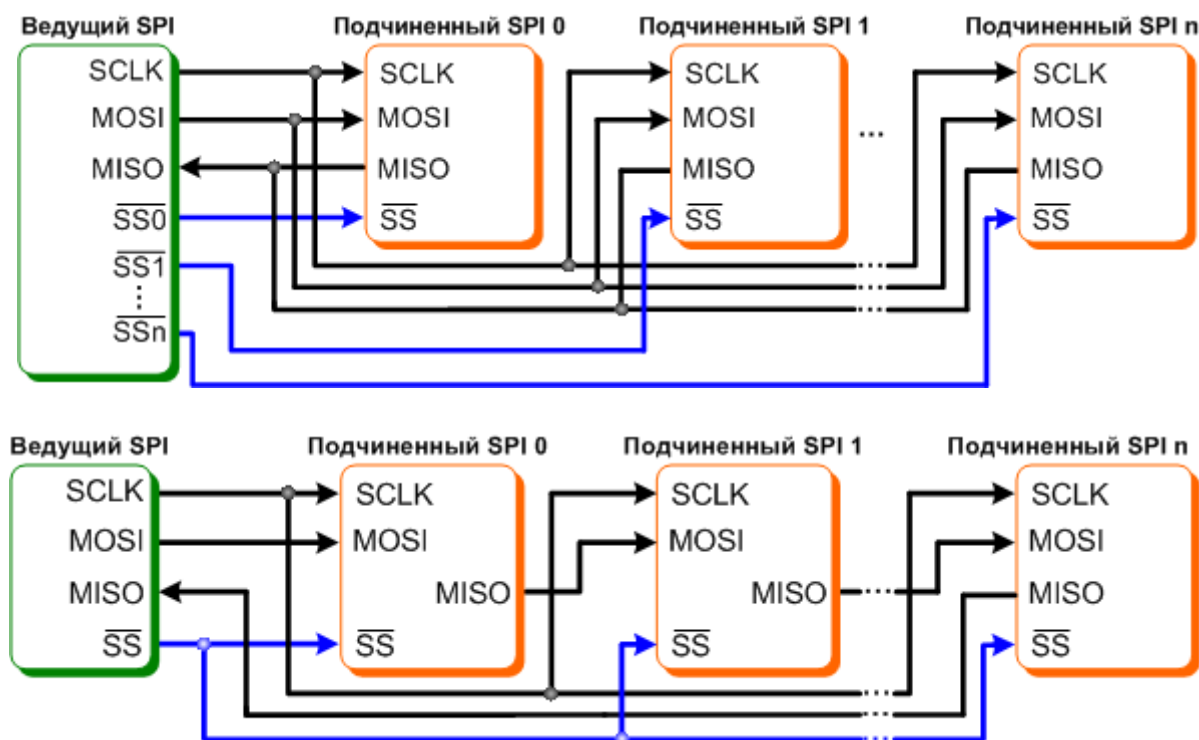 Ведущий SPI
Подчиненный SPI 0
Подчиненный SPI 1
Подчиненный SPI n
SCLK
MOSI
MISO
SS0
SS1
SSn
SCLK
MOSI
MISO
SS
SCLK
MOSI
MISO
SS
...
SCLK
MOSI
MISO
SS
Ведущий SPI
Подчиненный SPI 0
Подчиненный SPI 1
Подчиненный SPI n
SCLK
MOSI
MISO
SS
SCLK
MOSI
MISO
SS
SCLK
MOSI
MISO
SS
SCLK
MOSI
MISO
SS